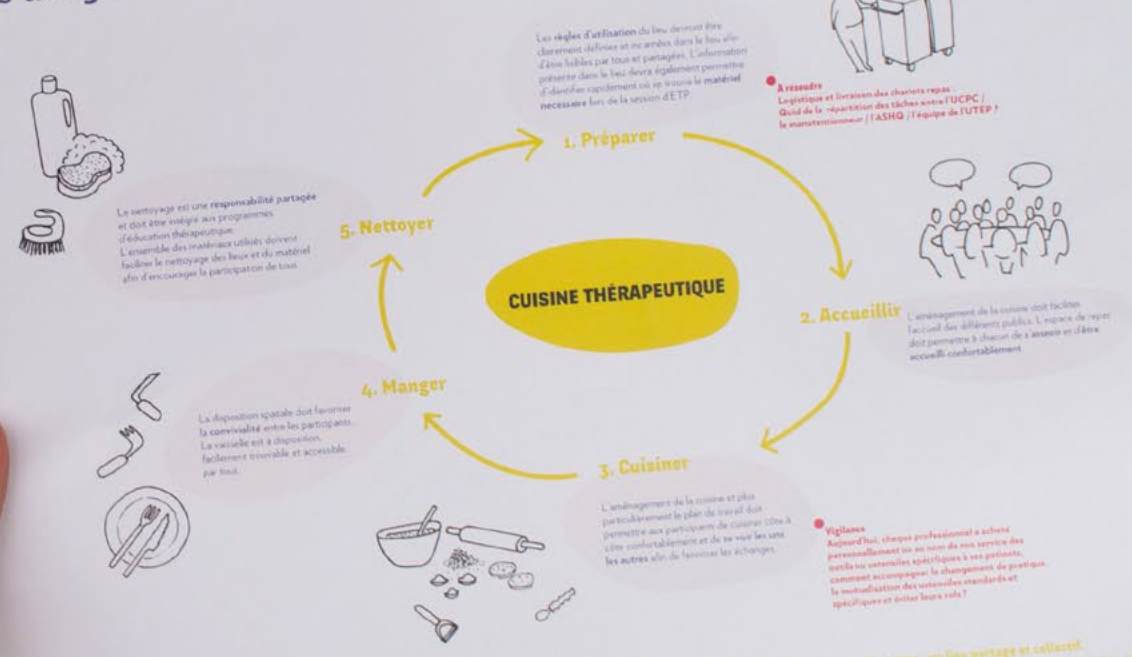 Les règles d'utilisation du lieu devront être
clairement définies et incarnées dans le lieu afin
d'être lisibles par tous et partagées. L'information
présente dans le lieu devra également permettre
d'identifier rapidement où se trouve le matériel
nécessaire lors de la session d'ETP.
À résoudre
Logistique et livraison des chariots repas :
Quid de la répartition des tâches entre l'UCPC /
le manutentionneur / l'ASHQ / l'équipe de l'UTEP ?
1. Préparer
Le nettoyage est une responsabilité partagée
et doit être intégré aux programmes
d'éducation thérapeutique.
L'ensemble des matériaux utilisés doivent
faciliter le nettoyage des lieux et du matériel
afin d'encourager la participation de tous.
5. Nettoyer
CUISINE THÉRAPEUTIQUE
2. Accueillir
L'aménagement de la cuisine doit faciliter
l'accueil des différents publics. L'espace de repas
doit permettre à chacun de s'asseoir et d'être
accueilli confortablement.
4. Manger
La disposition spatiale doit favoriser
la convivialité entre les participants.
La vaisselle est à disposition,
facilement trouvable et accessible
par tous.
3. Cuisiner
L'aménagement de la cuisine et plus
particulièrement le plan de travail doit
permettre aux participants de cuisiner côte à
côte confortablement et de se voir les uns
les autres afin de favoriser les échanges.
Vigilance
Aujourd'hui, chaque professionnel a acheté
personnellement ou au nom de son service des
outils ou ustensiles spécifiques à ses patients,
comment accompagner le changement de pratique,
la mutualisation des ustensiles standards et
spécifiques et éviter leurs vols ?
partagé et collectif.